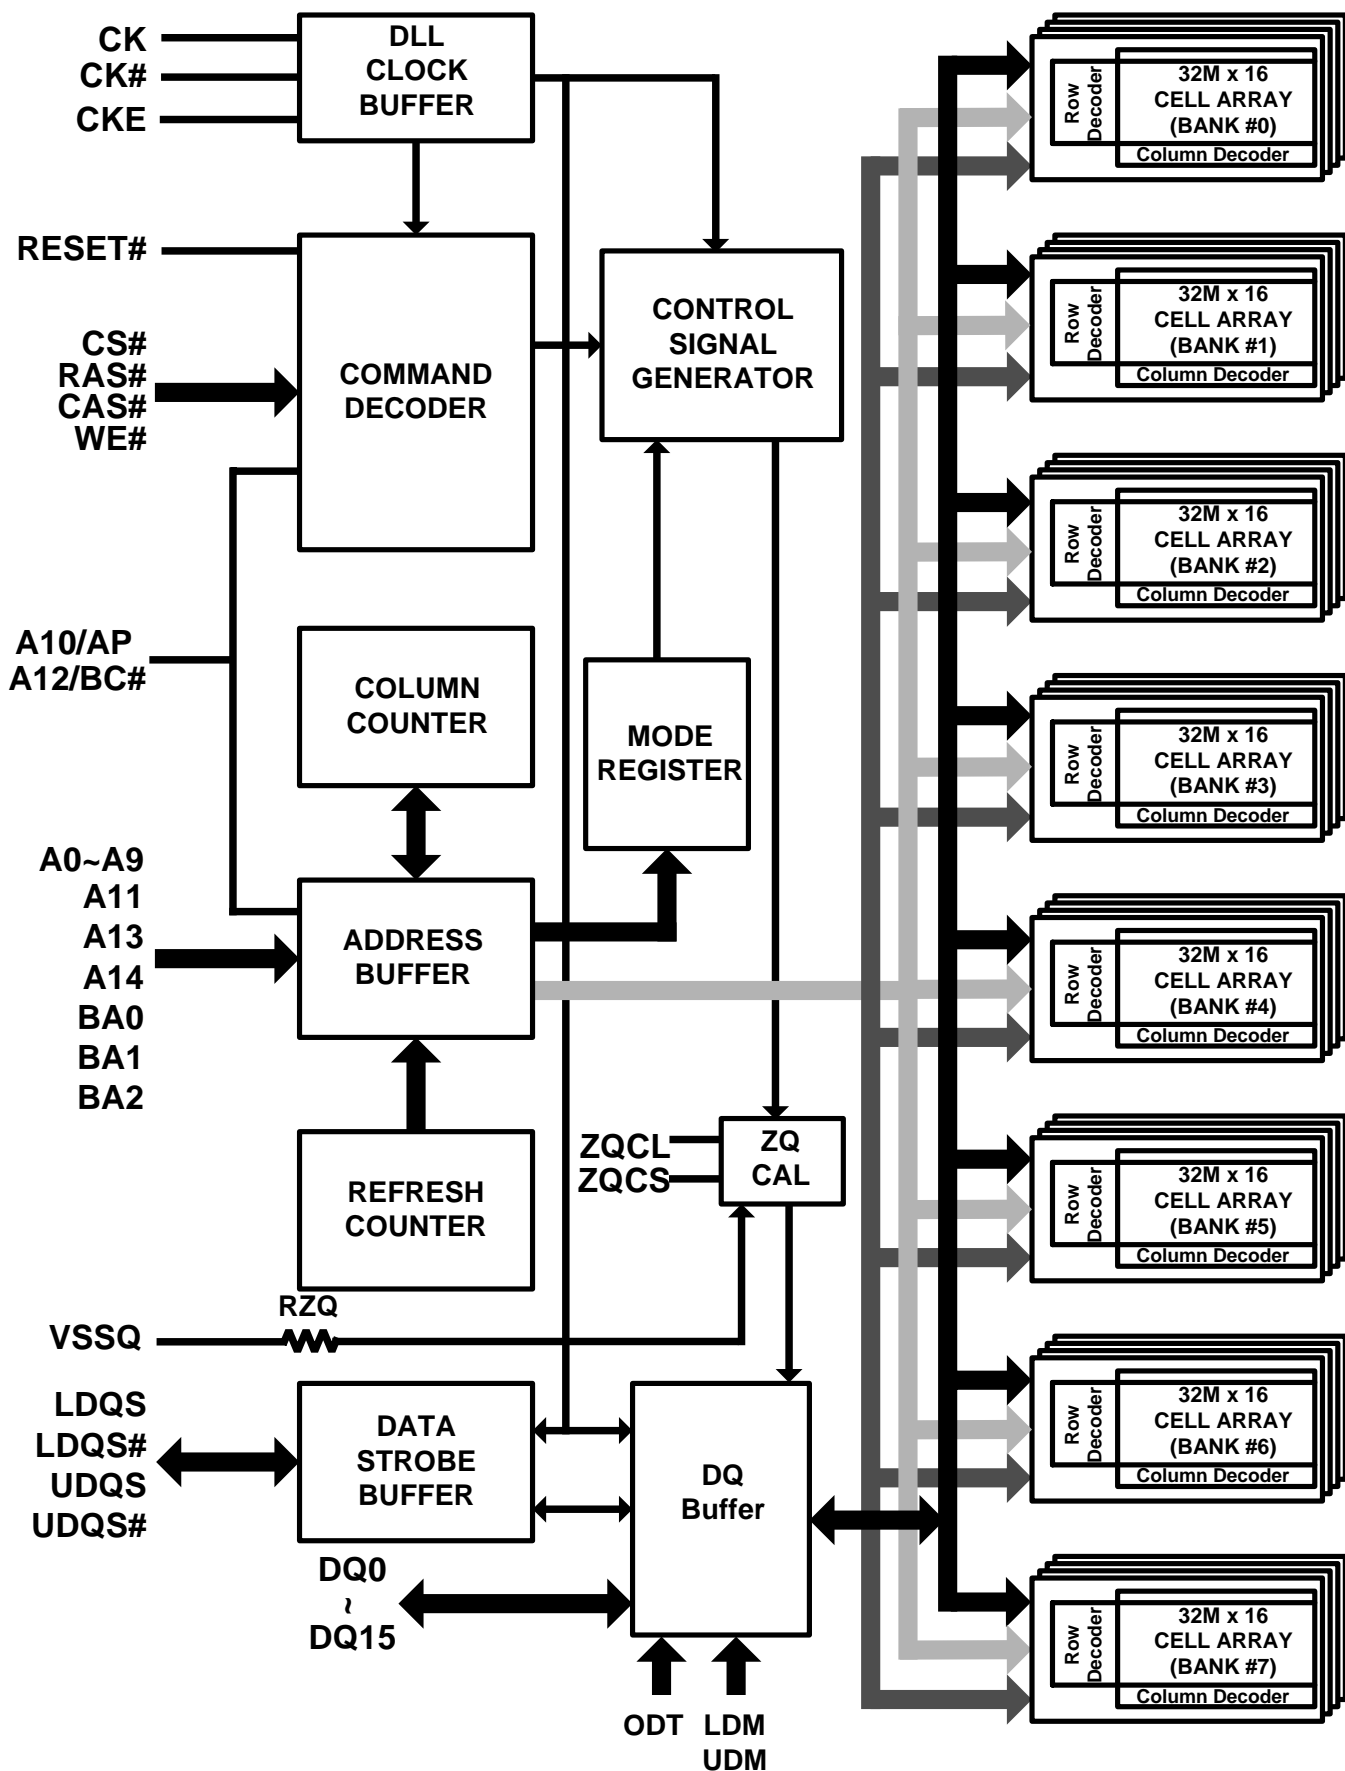 CK
CK#
CKE
DLL
CLOCK
BUFFER
RESET#
CS#
RAS#
CAS#
WE#
COMMAND
DECODER
CONTROL
SIGNAL
GENERATOR
A10/AP
A12/BC#
COLUMN
COUNTER
MODE
REGISTER
A0~A9
A11
A13
A14
BA0
BA1
BA2
ADDRESS
BUFFER
REFRESH
COUNTER
ZQCL
ZQCS
ZQ
CAL
RZQ
VSSQ
LDQS
LDQS#
UDQS
UDQS#
DATA
STROBE
BUFFER
DQ
Buffer
DQ0
~
DQ15
ODT
LDM
UDM
Row
Decoder
32M x 16
CELL ARRAY
(BANK #0)
Column Decoder
Row
Decoder
32M x 16
CELL ARRAY
(BANK #1)
Column Decoder
Row
Decoder
32M x 16
CELL ARRAY
(BANK #2)
Column Decoder
Row
Decoder
32M x 16
CELL ARRAY
(BANK #3)
Column Decoder
Row
Decoder
32M x 16
CELL ARRAY
(BANK #4)
Column Decoder
Row
Decoder
32M x 16
CELL ARRAY
(BANK #5)
Column Decoder
Row
Decoder
32M x 16
CELL ARRAY
(BANK #6)
Column Decoder
Row
Decoder
32M x 16
CELL ARRAY
(BANK #7)
Column Decoder